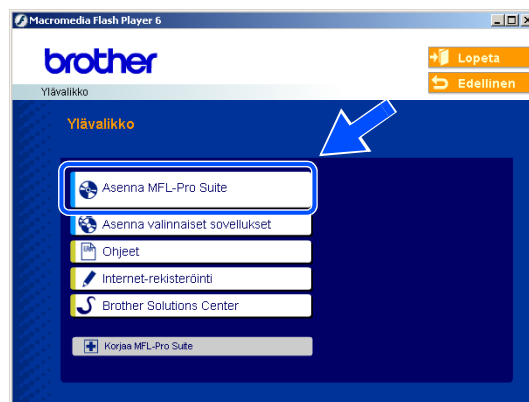 Macromedia Flash Player 6
brother
Lopeta
Edellinen
Ylävalikko
Ylävalikko
Asenna MFL-Pro Suite
Asenna valinnaiset sovellukset
Ohjeet
Internet-rekisteröinti
Brother Solutions Center
Korjaa MFL-Pro Suite